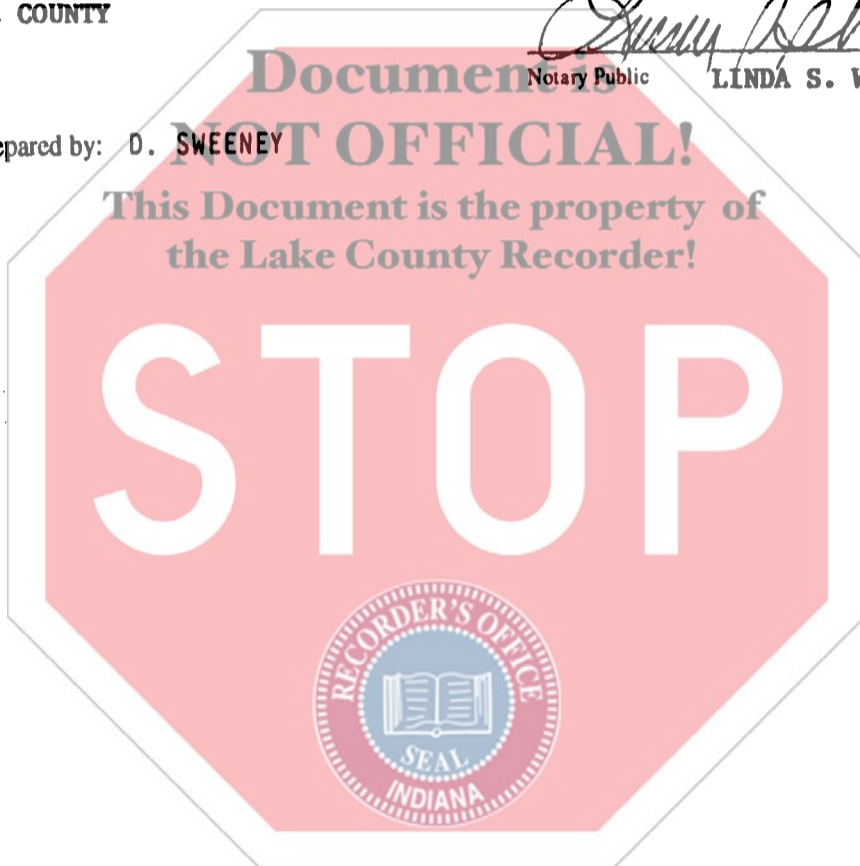 COUNTY
Document is
Notary Public LINDA S. W
epared by: D. SWEENEY
NOT OFFICIAL!
This Document is the property of
the Lake County Recorder!
STOP
RECORDER'S OFFICE
SEAL
INDIANA